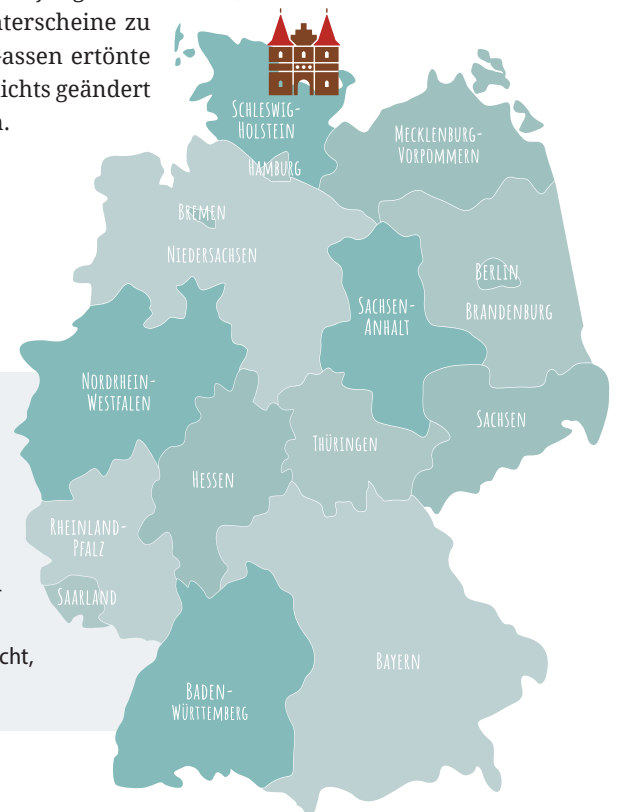 nterscheine zu
assen ertönte
ichts geändert
Schleswig-
Holstein
Mecklenburg-
Vorpommern
Hamburg
Bremen
Niedersachsen
Berlin
Brandenburg
Sachsen-
Anhalt
Nordrhein-
Westfalen
Sachsen
Thüringen
Hessen
Rheinland-
Pfalz
Saarland
cht,
Bayern
Baden-
Württemberg